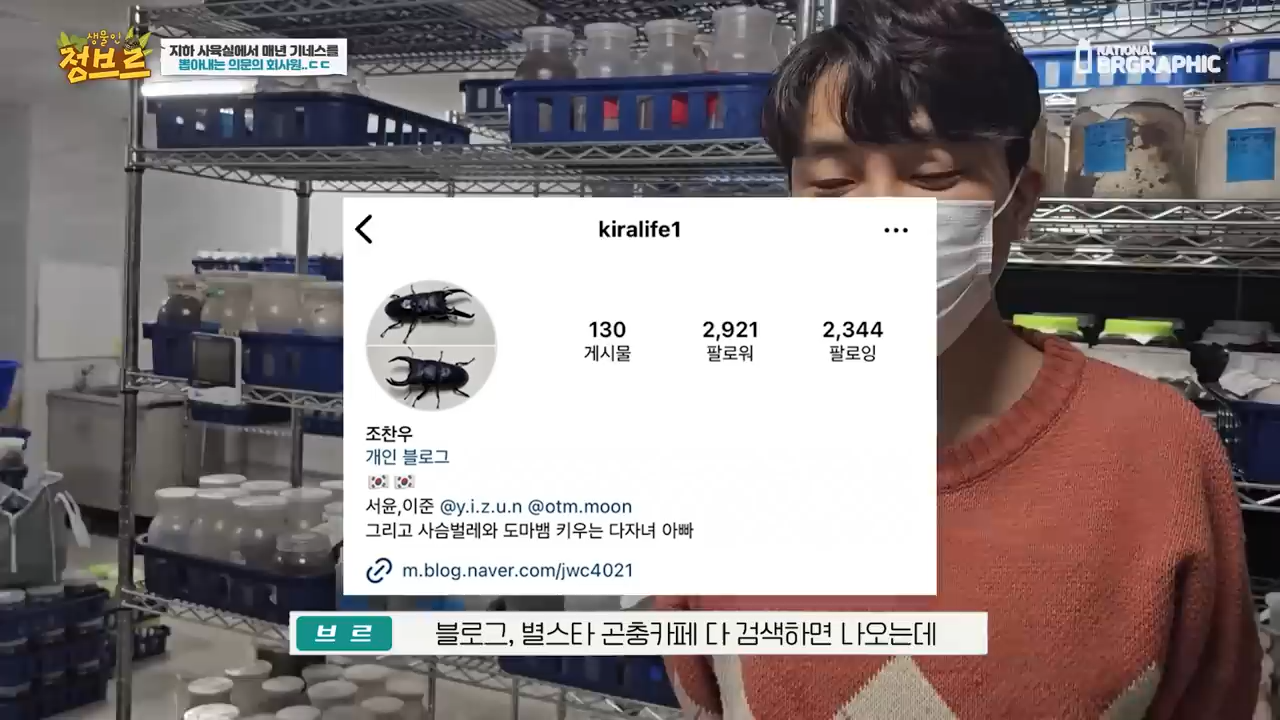 생물인
정브르
지하 사육실에서 매년 기네스를
뽑아내는 의문의 회사원..ㄷㄷ
NATIONAL
BRGRAPHIC
kiralife1
130
게시물
2,921
팔로워
2,344
팔로잉
조찬우
개인 블로그
🇰🇷 🇰🇷
서윤,이준 @y.i.z.u.n @otm.moon
그리고 사슴벌레와 도마뱀 키우는 다자녀 아빠
m.blog.naver.com/jwc4021
브르
블로그, 별스타 곤충카페 다 검색하면 나오는데